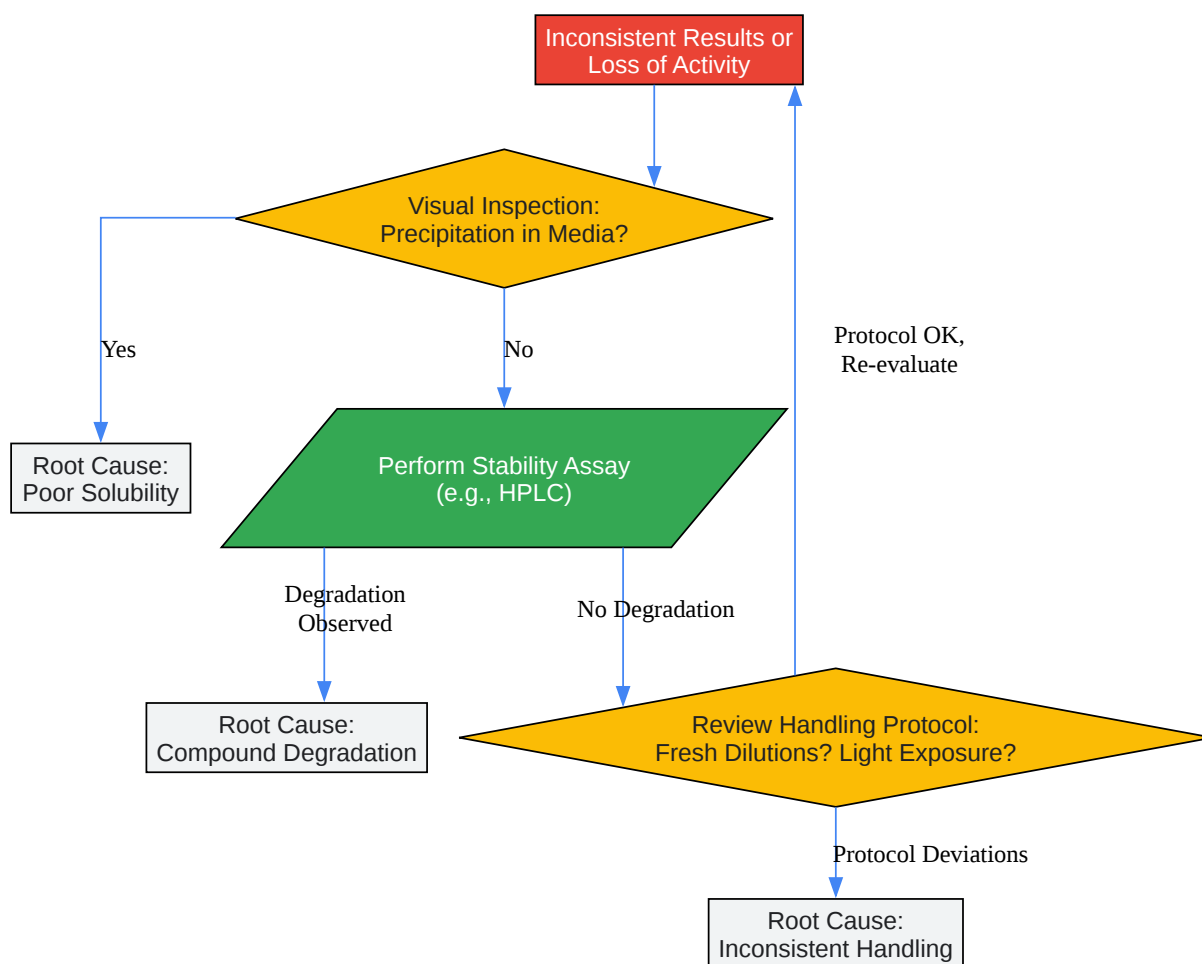 Inconsistent Results or
Loss of Activity
Visual Inspection:
Precipitation in Media?
Protocol OK,
Re-evaluate
Yes
No
Root Cause:
Poor Solubility
Perform Stability Assay
(e.g., HPLC)
Degradation
Observed
No Degradation
Root Cause:
Compound Degradation
Review Handling Protocol:
Fresh Dilutions? Light Exposure?
Protocol Deviations
Root Cause:
Inconsistent Handling